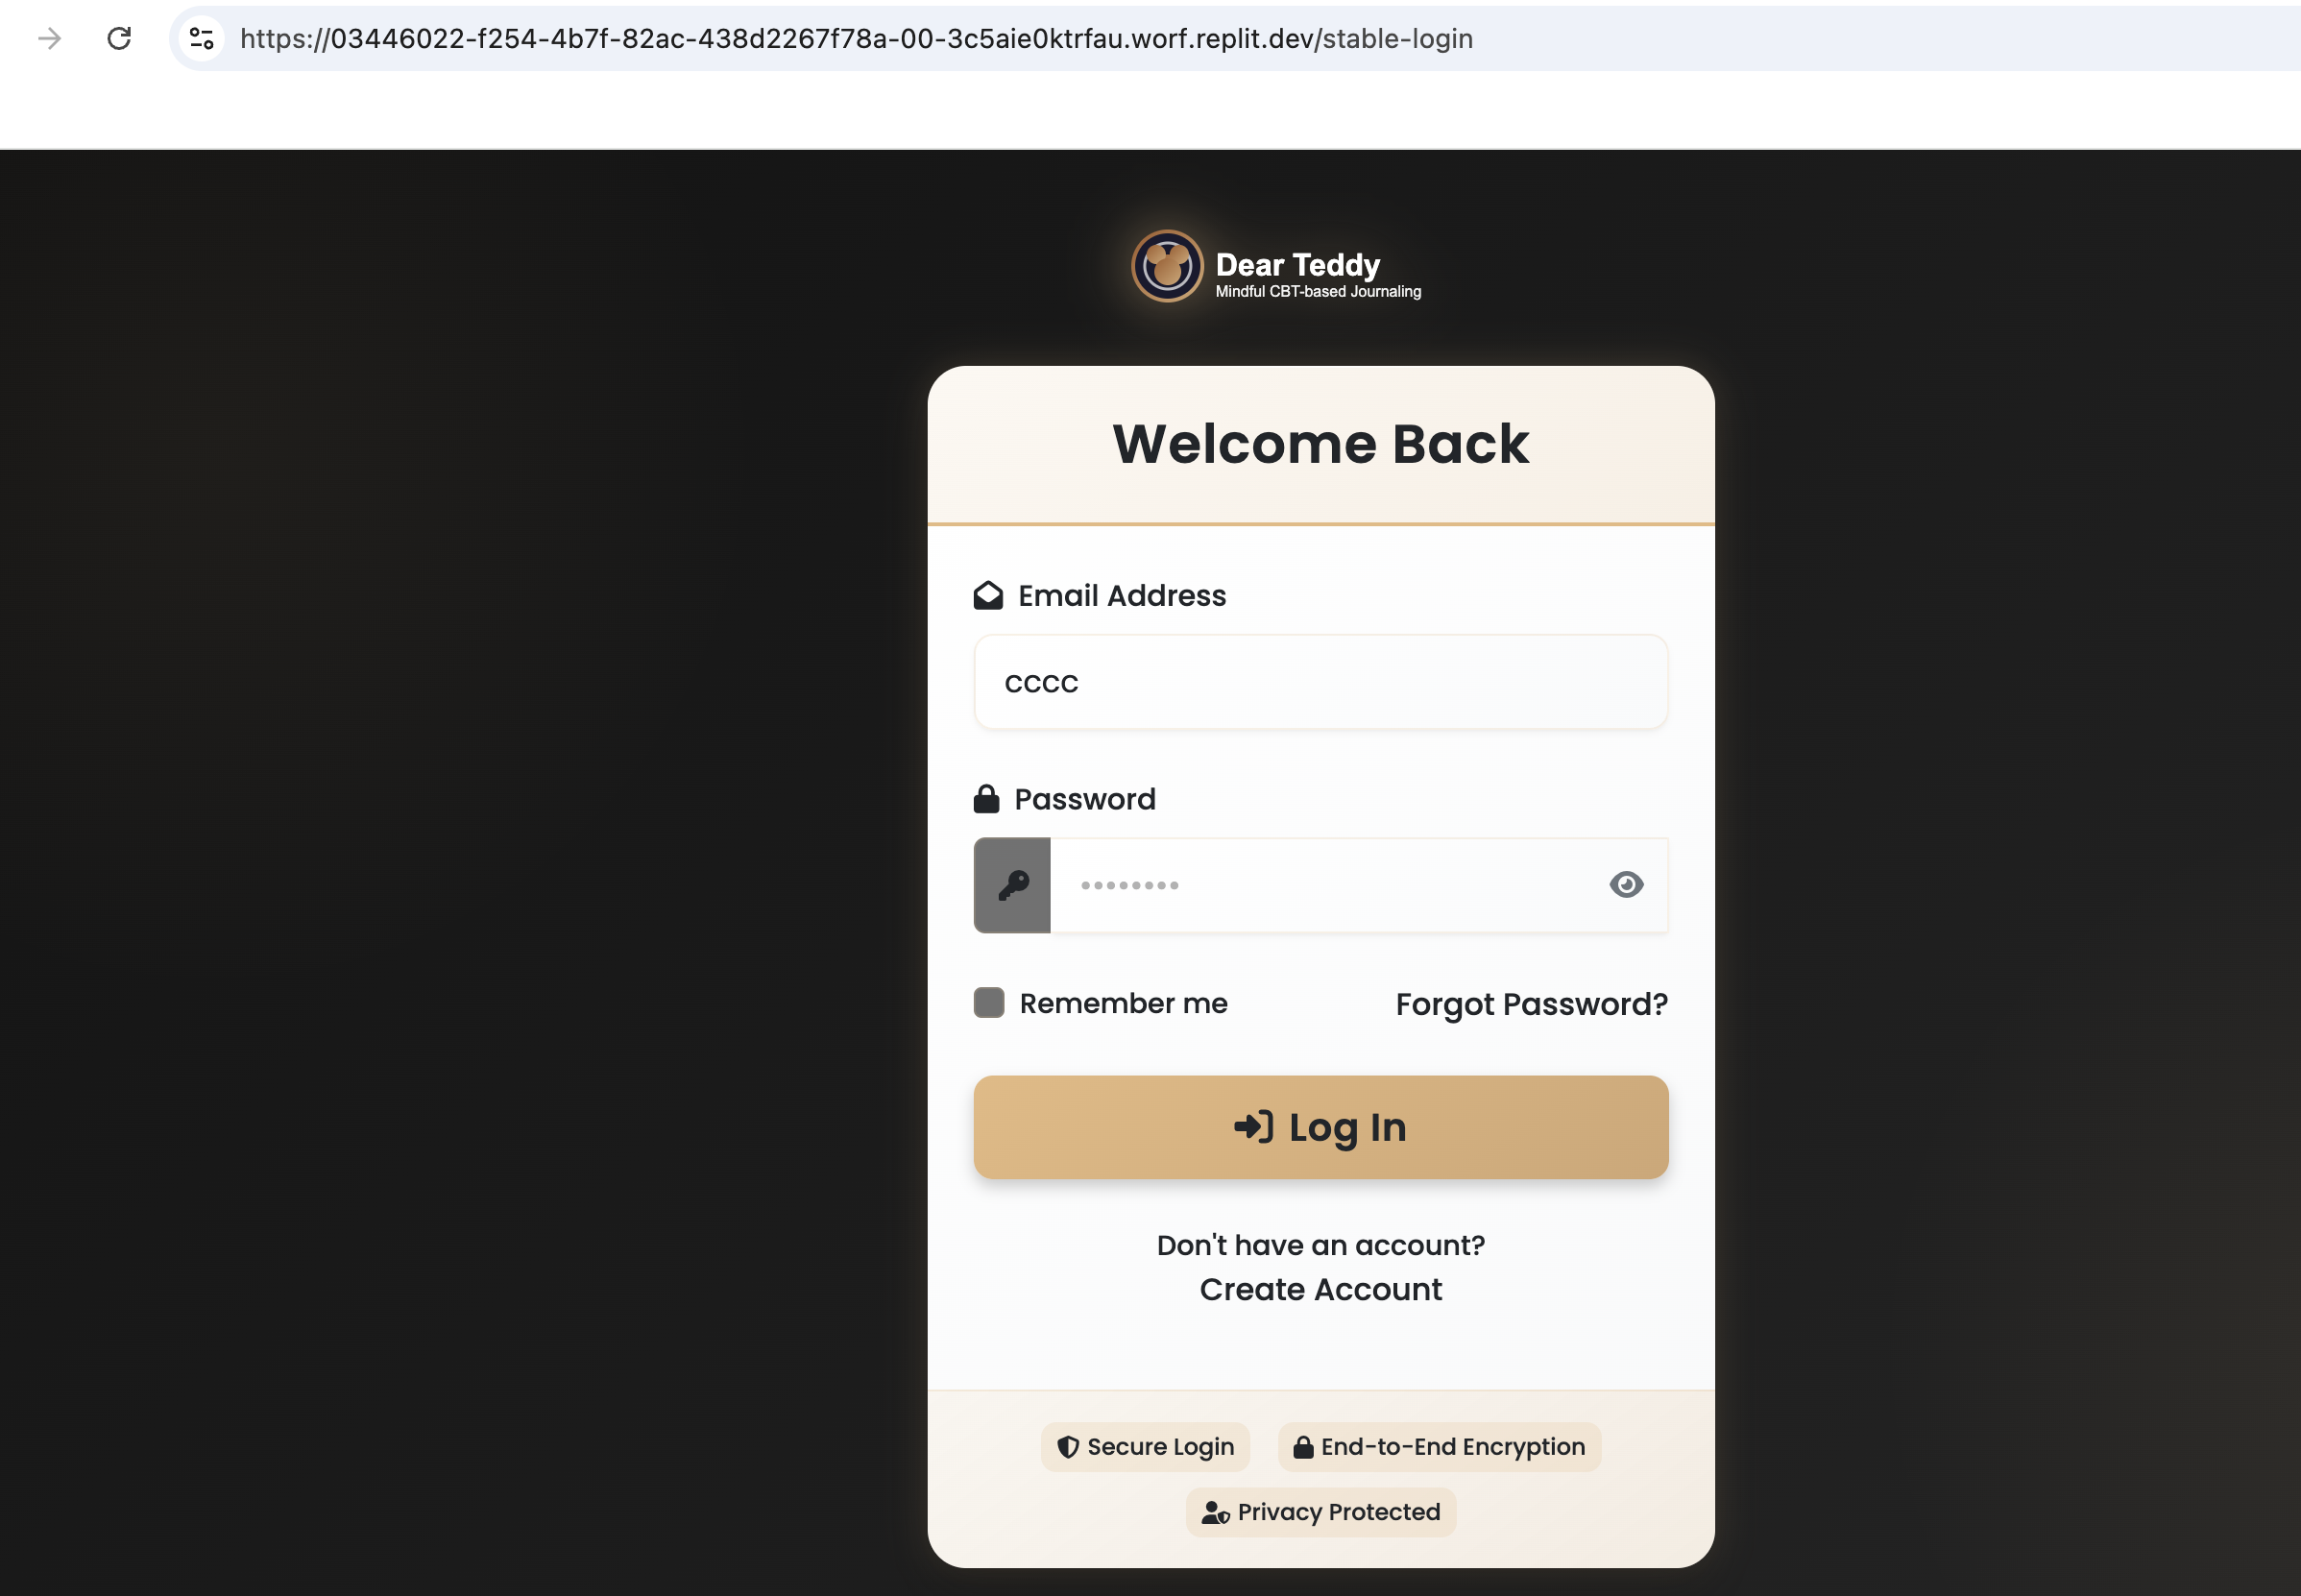 https://03446022-f254-4b7f-82ac-438d2267f78a-00-3c5aie0ktrfau.worf.replit.dev/stable-login
Dear Teddy
Mindful CBT-based Journaling
Welcome Back
Email Address
cccc
Password
••••••••
Remember me
Forgot Password?
Log In
Don't have an account?
Create Account
Secure Login
End-to-End Encryption
Privacy Protected